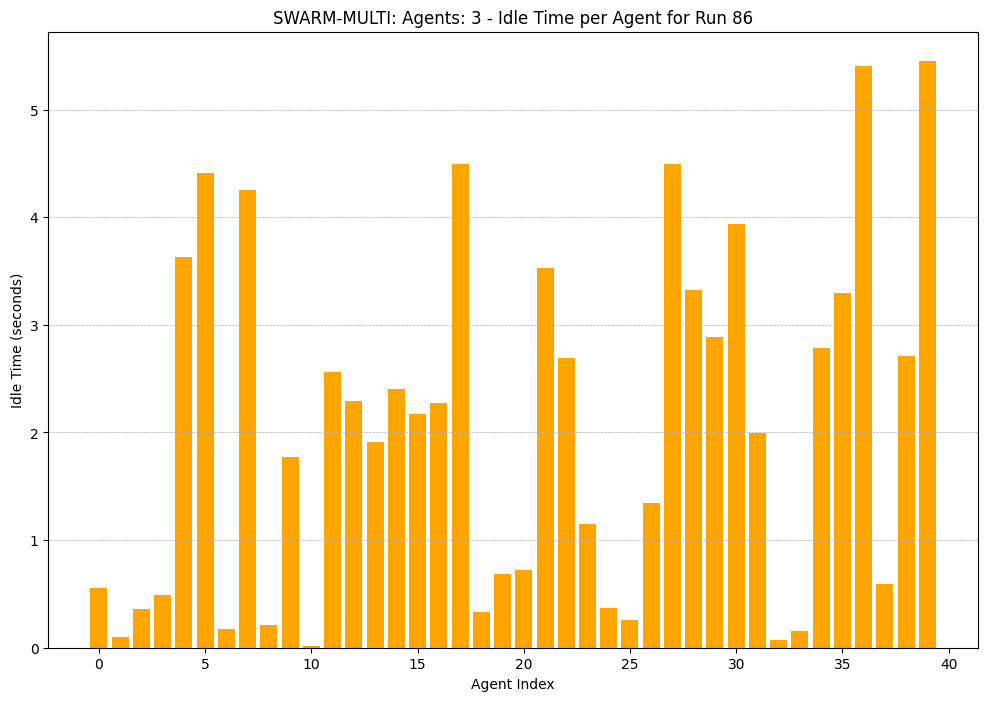 SWARM-MULTI: Agents: 3 - Idle Time per Agent for Run 86
Idle Time (seconds)
5
4
3
2
1
0
0 5 10 15 20 25 30 35 40
Agent Index